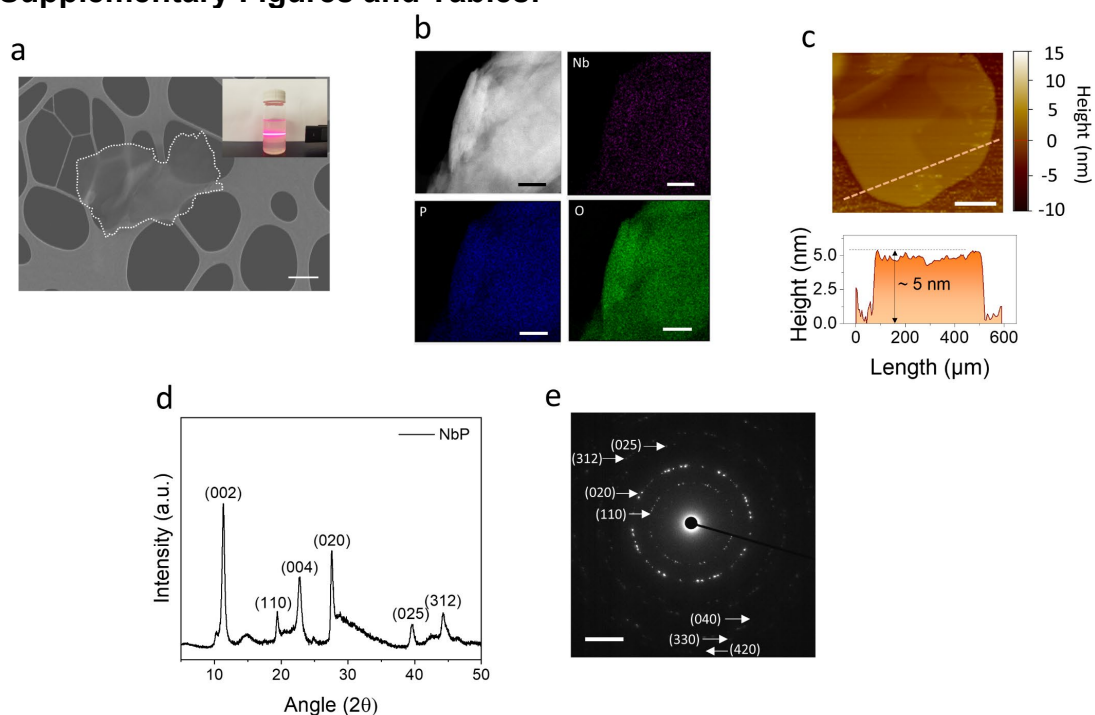 Supplementary Figures and Tables:
a
b
Nb
P
O
c
15
10
5
0
-5
-10
Height (nm)
Height (nm)
5.0
2.5
0.0
~ 5 nm
0
200
400
600
Length (μm)
d
NbP
Intensity (a.u.)
(002)
(110)
(004)
(020)
(025)
(312)
10
20
30
40
50
Angle (2θ)
e
(025)
(312)
(020)
(110)
(040)
(330)
(420)